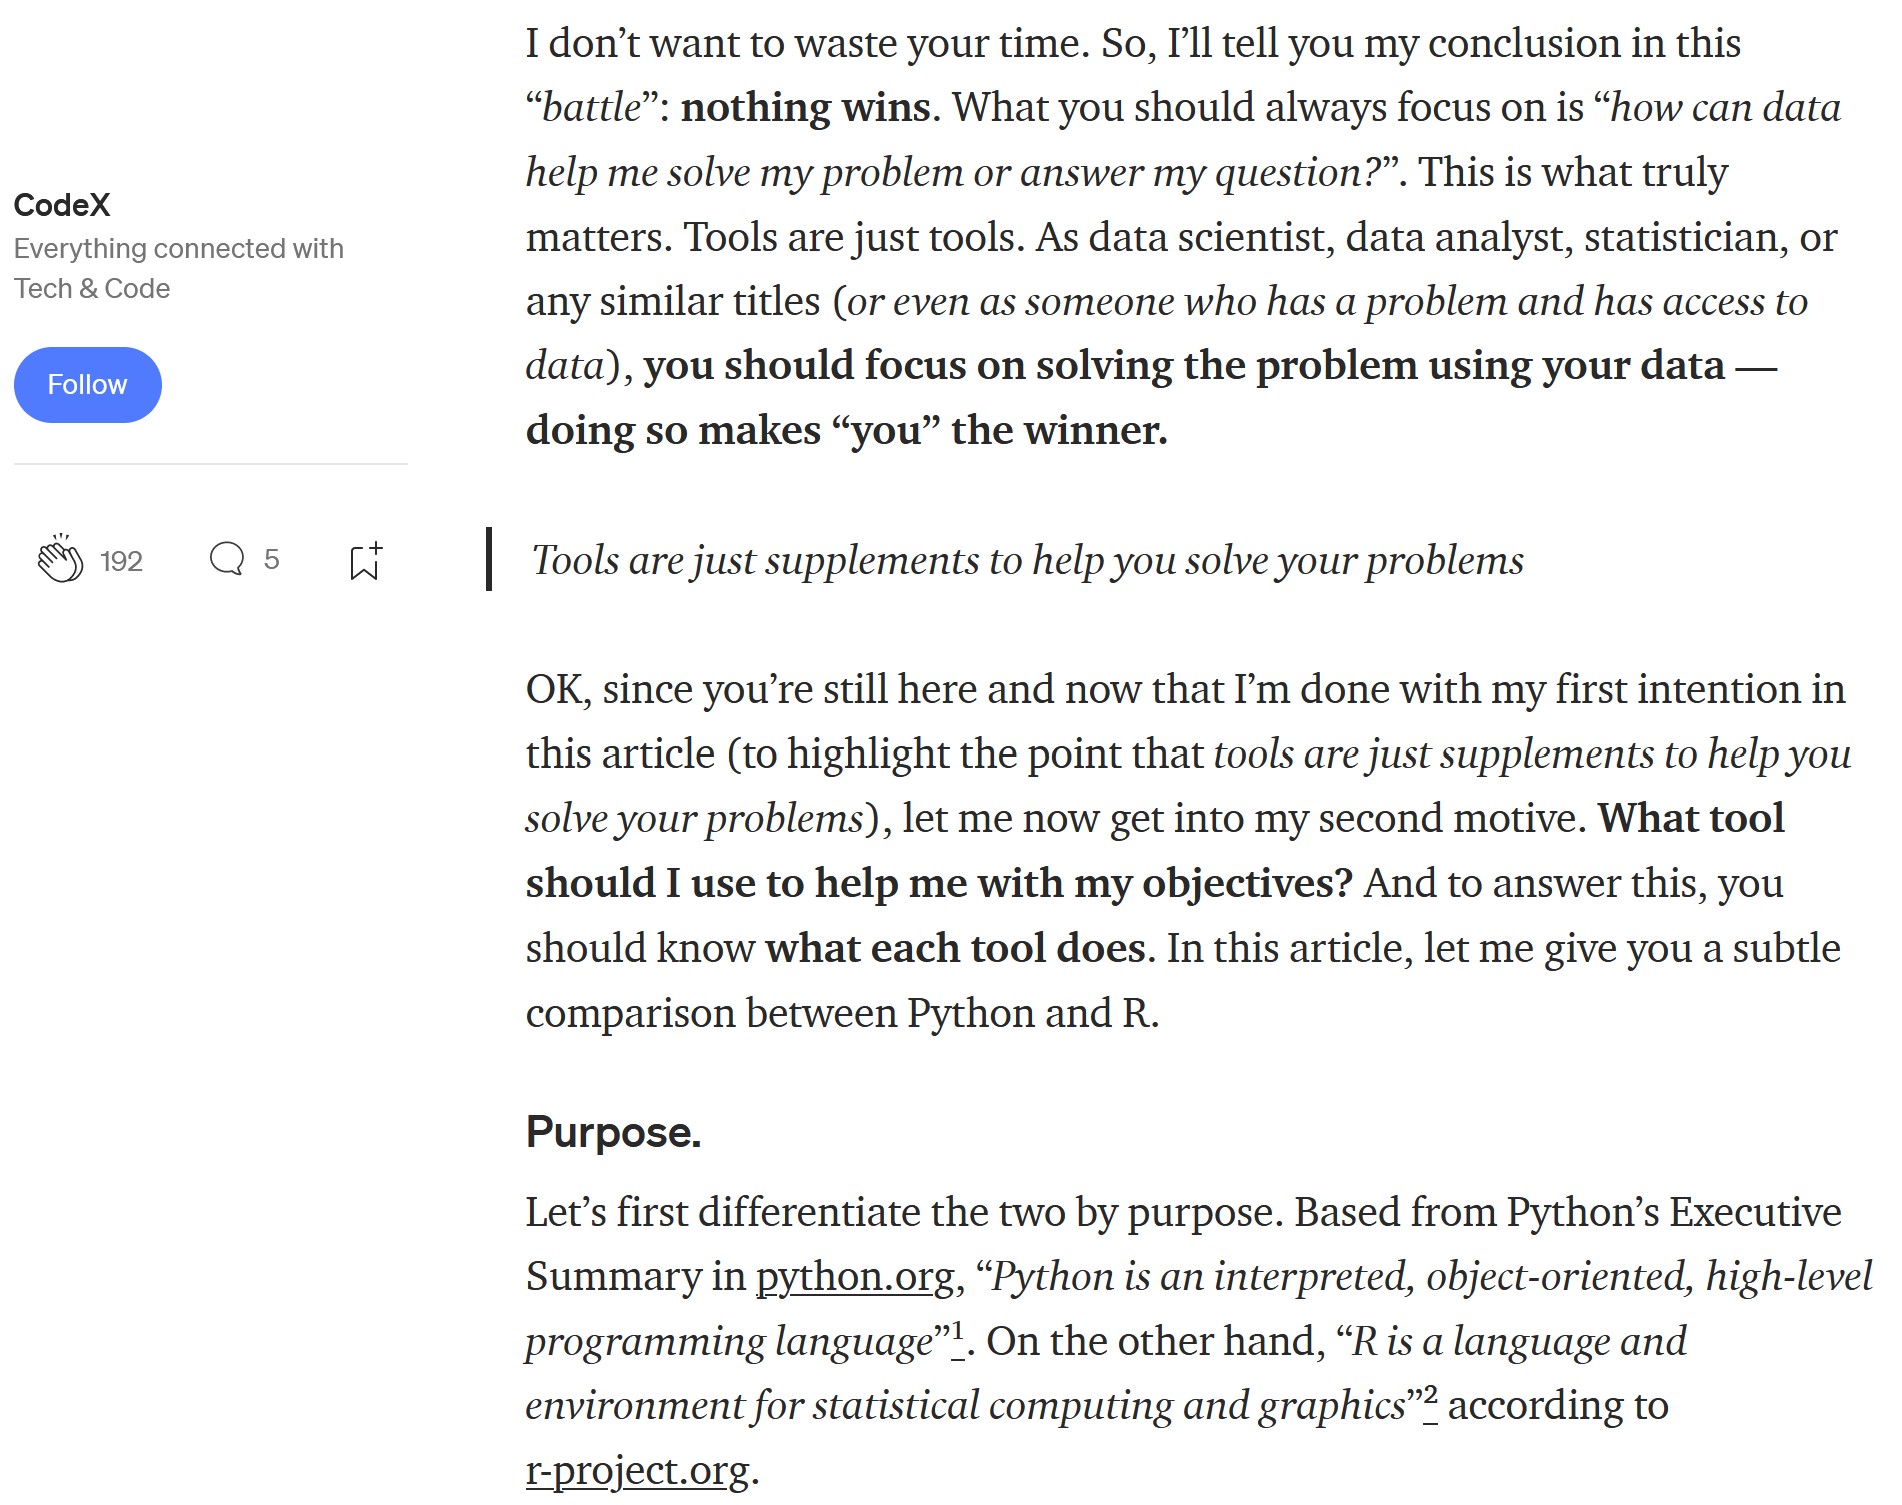 I don’t want to waste your time. So, I’ll tell you my conclusion in this
“battle”: nothing wins. What you should always focus on is “how can data
help me solve my problem or answer my question?”. This is what truly
matters. Tools are just tools. As data scientist, data analyst, statistician, or
any similar titles (or even as someone who has a problem and has access to
data), you should focus on solving the problem using your data —
doing so makes “you” the winner.
CodeX
Everything connected with
Tech & Code
Follow
192
5
Tools are just supplements to help you solve your problems
OK, since you’re still here and now that I’m done with my first intention in
this article (to highlight the point that tools are just supplements to help you
solve your problems), let me now get into my second motive. What tool
should I use to help me with my objectives? And to answer this, you
should know what each tool does. In this article, let me give you a subtle
comparison between Python and R.
Purpose.
Let’s first differentiate the two by purpose. Based from Python’s Executive
Summary in python.org, “Python is an interpreted, object-oriented, high-level
programming language”¹. On the other hand, “R is a language and
environment for statistical computing and graphics”² according to
r-project.org.